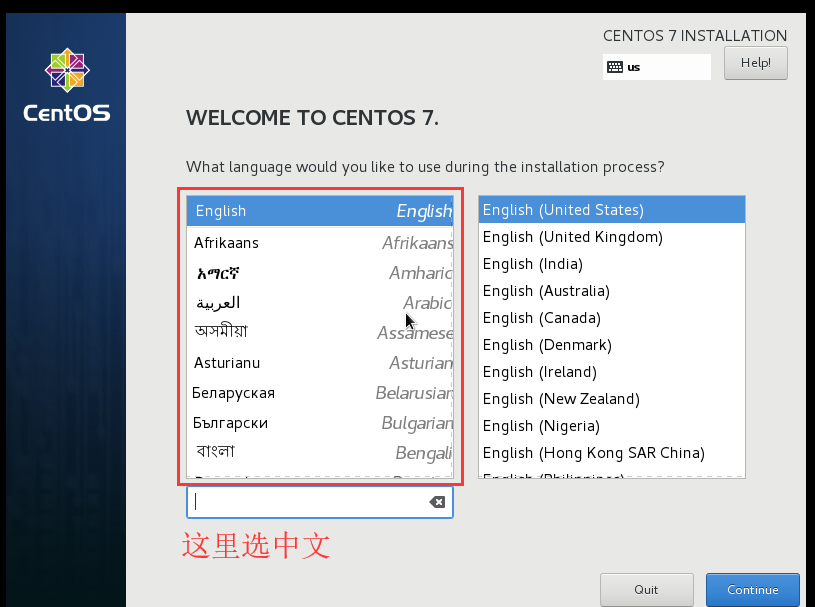 CENTOS 7 INSTALLATION
us
Help!
CentOS
WELCOME TO CENTOS 7.
What language would you like to use during the installation process?
English English
Afrikaans Afrikaans
አማርኛ Amharic
العربية Arabic
অসমীয়া Assamese
Asturianu Asturian
Беларуская Belarusian
Български Bulgarian
বাংলা Bengali
English (United States)
English (United Kingdom)
English (India)
English (Australia)
English (Canada)
English (Denmark)
English (Ireland)
English (New Zealand)
English (Nigeria)
English (Hong Kong SAR China)
English (Philippines)
这里选中文
Quit
Continue